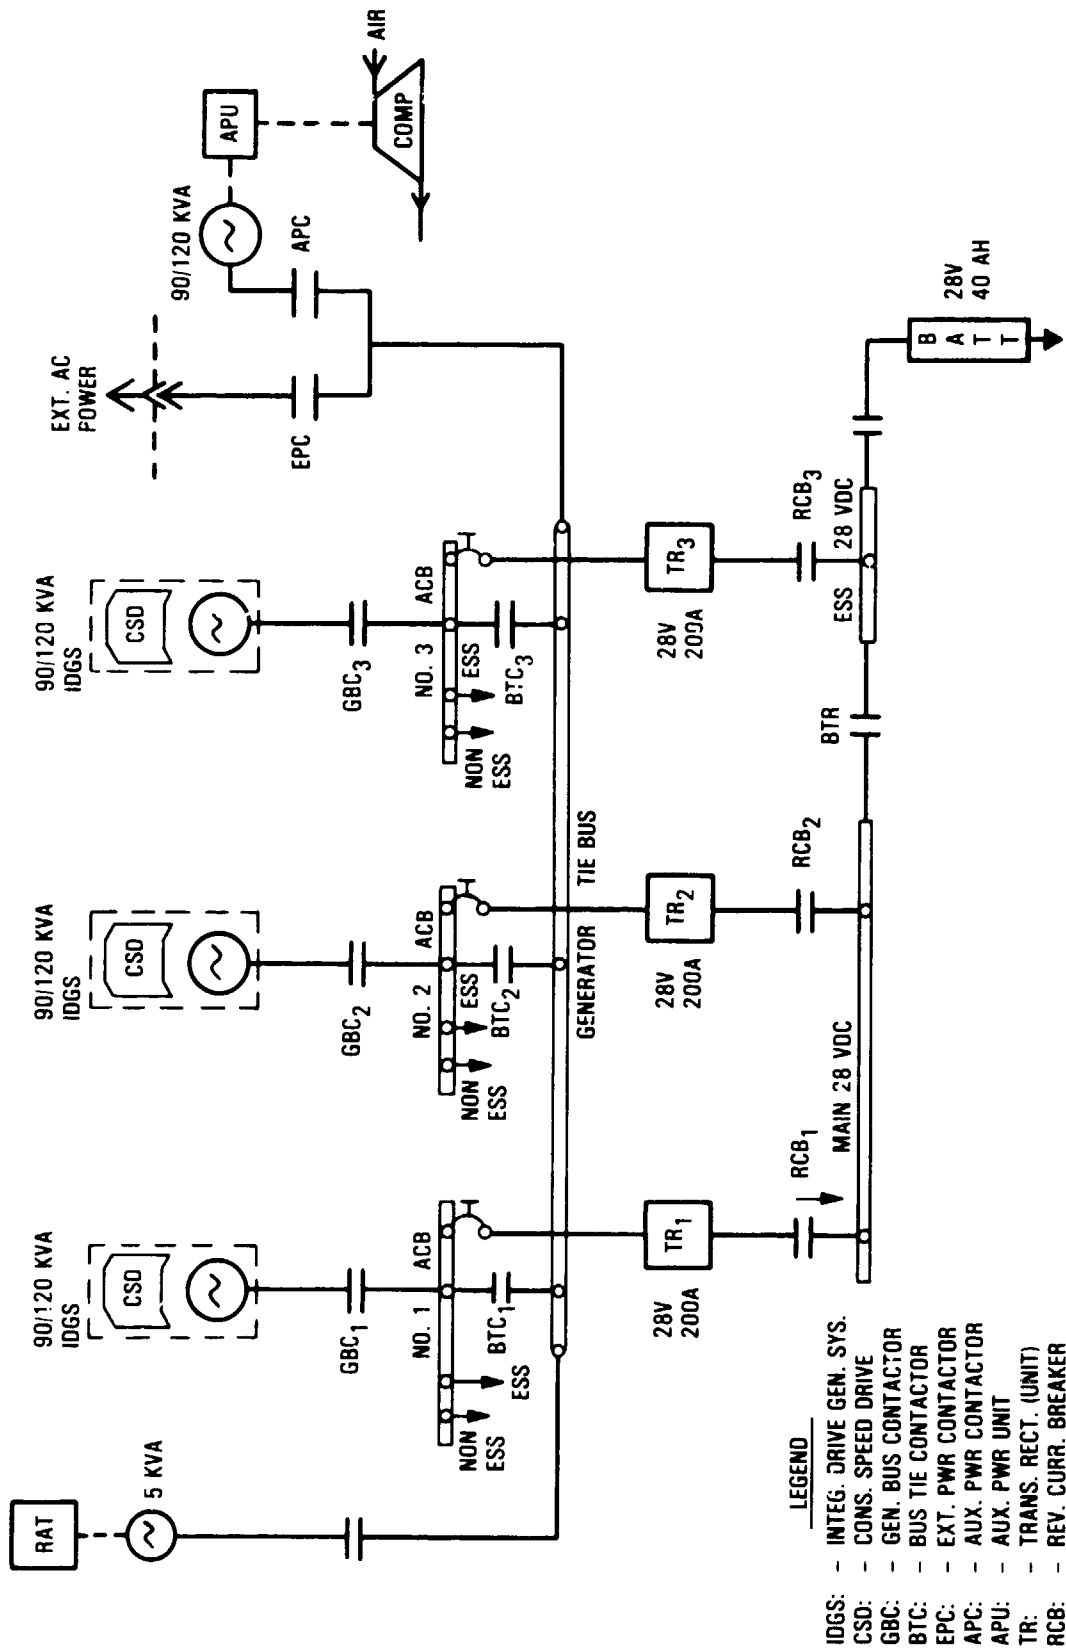 RAT
5 KVA
90/120 KVA
IDGS
CSD
GBC1
NO. 1
ACB
NON
ESS
ESS
BTC1
90/120 KVA
IDGS
CSD
GBC2
NO. 2
ACB
NON
ESS
ESS
BTC2
90/120 KVA
IDGS
CSD
GBC3
NO. 3
ACB
NON
ESS
ESS
BTC3
EXT. AC
POWER
EPC
90/120 KVA
APC
APU
COMP
AIR
GENERATOR TIE BUS
28V
200A
TR1
RCB1
28V
200A
TR2
RCB2
28V
200A
TR3
RCB3
MAIN 28 VDC
BTR
ESS 28 VDC
BATT
28V
40 AH
LEGEND
IDGS: - INTEG. DRIVE GEN. SYS.
CSD: - CONS. SPEED DRIVE
GBC: - GEN. BUS CONTACTOR
BTC: - BUS TIE CONTACTOR
EPC: - EXT. PWR CONTACTOR
APC: - AUX. PWR CONTACTOR
APU: - AUX. PWR UNIT
TR: - TRANS. RECT. (UNIT)
RCB: - REV. CURR. BREAKER